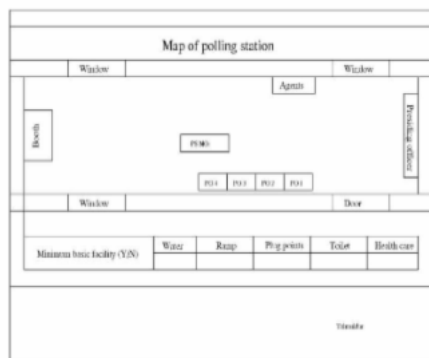 Map of polling station
Window Window
Agents
Booth
Presiding officer
PO4 PO3 PO2 PO1
Window Door
Minimum basic facility (Y/N) Water Ramp Plug points Toilet Health care